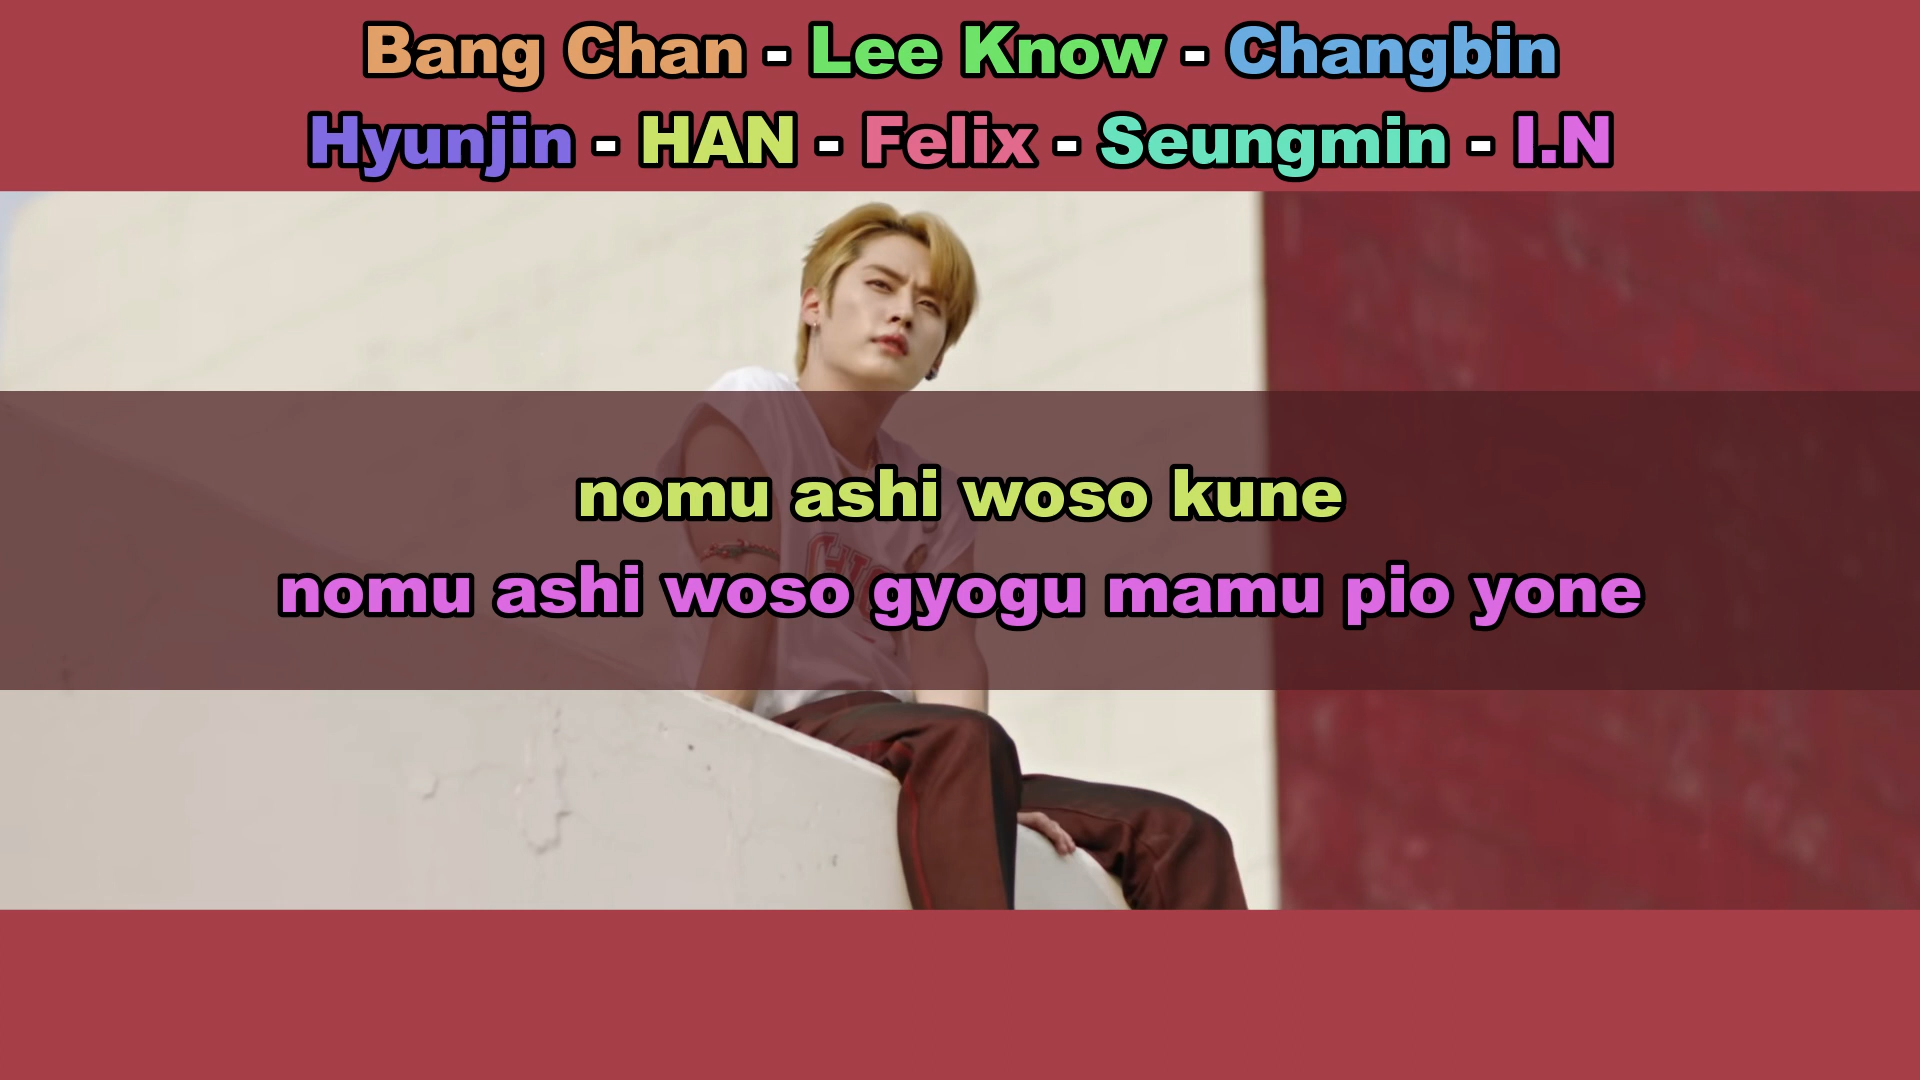 Bang Chan - Lee Know - Changbin
Hyunjin - HAN - Felix - Seungmin - I.N
nomu ashi woso kune
nomu ashi woso gyogu mamu pio yone